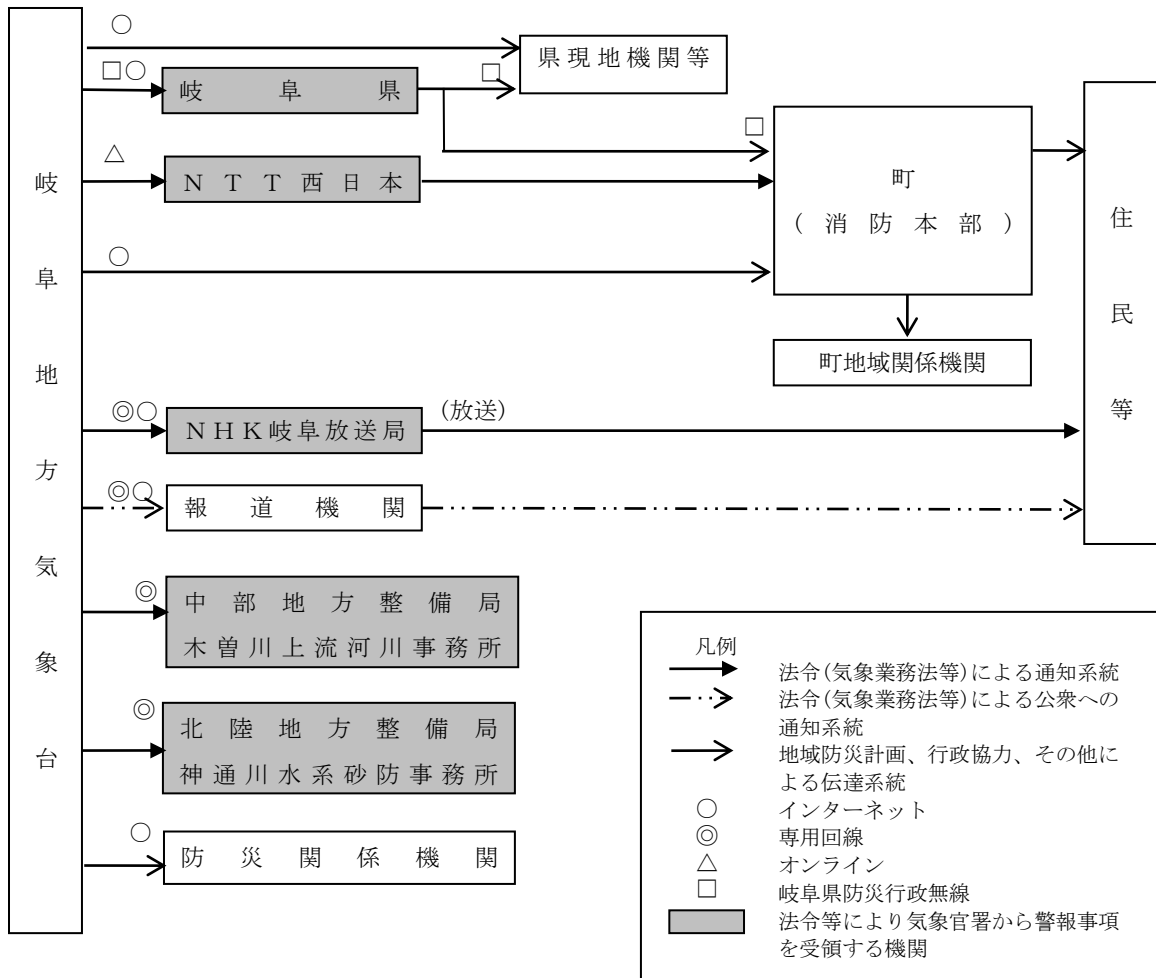 岐阜地方気象台
○
県現地機関等
□○
岐阜県
□
□
△
NTT西日本
町
(消防本部)
○
町地域関係機関
住民等
◎○
NHK岐阜放送局
(放送)
◎○
報道機関
◎
中部地方整備局
木曽川上流河川事務所
◎
北陸地方整備局
神通川水系砂防事務所
○
防災関係機関
凡例
法令(気象業務法等)による通知系統
法令(気象業務法等)による公衆への
通知系統
地域防災計画、行政協力、その他に
よる伝達系統
○ インターネット
◎ 専用回線
△ オンライン
□ 岐阜県防災行政無線
法令等により気象官署から警報事項
を受領する機関